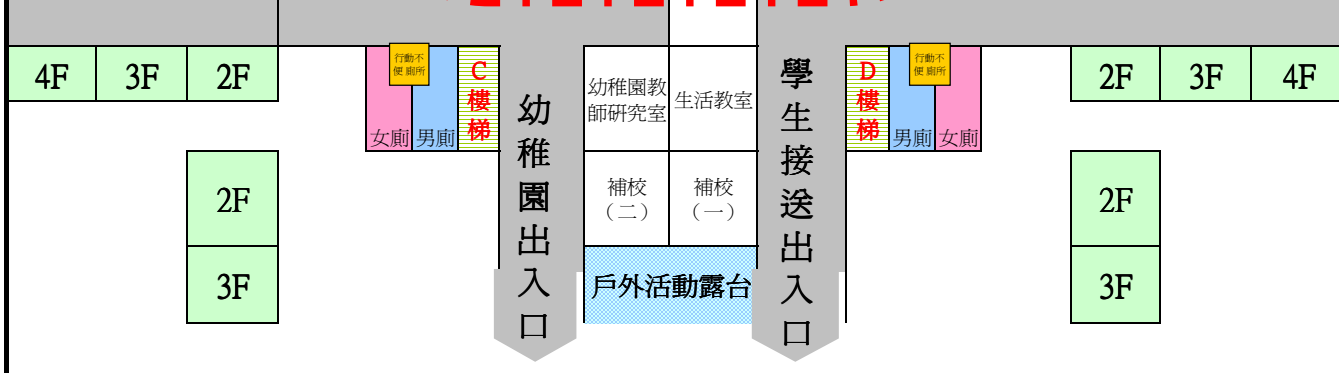 4F
3F
2F
女廁
行動不
便 廁所
男廁
C
樓
梯
幼
稚
園
出
入
口
幼稚園教
師研究室
生活教室
學
生
接
送
出
入
口
D
樓
梯
男廁
行動不
便 廁所
女廁
2F
3F
4F
2F
補校
(二)
補校
(一)
2F
3F
戶外活動露台
3F